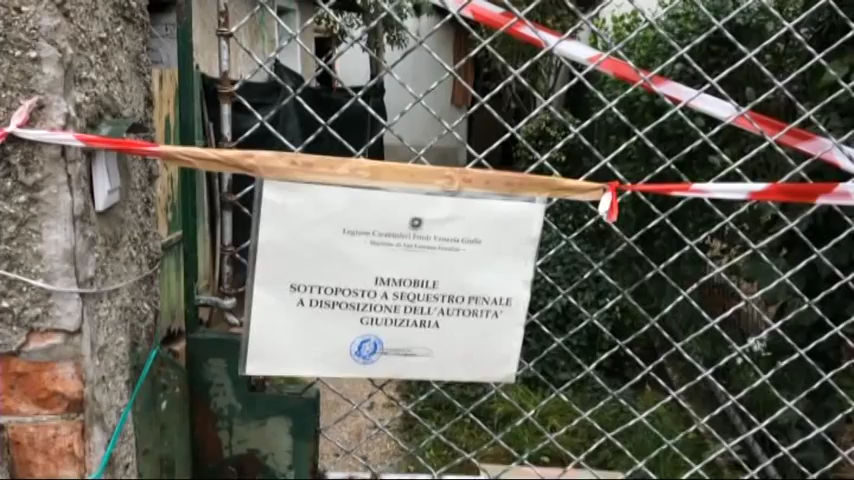 Legione Carabinieri Friuli Venezia Giulia
IMMOBILE
SOTTOPOSTO A SEQUESTRO PENALE
A DISPOSIZIONE DELL'AUTORITA'
GIUDIZIARIA